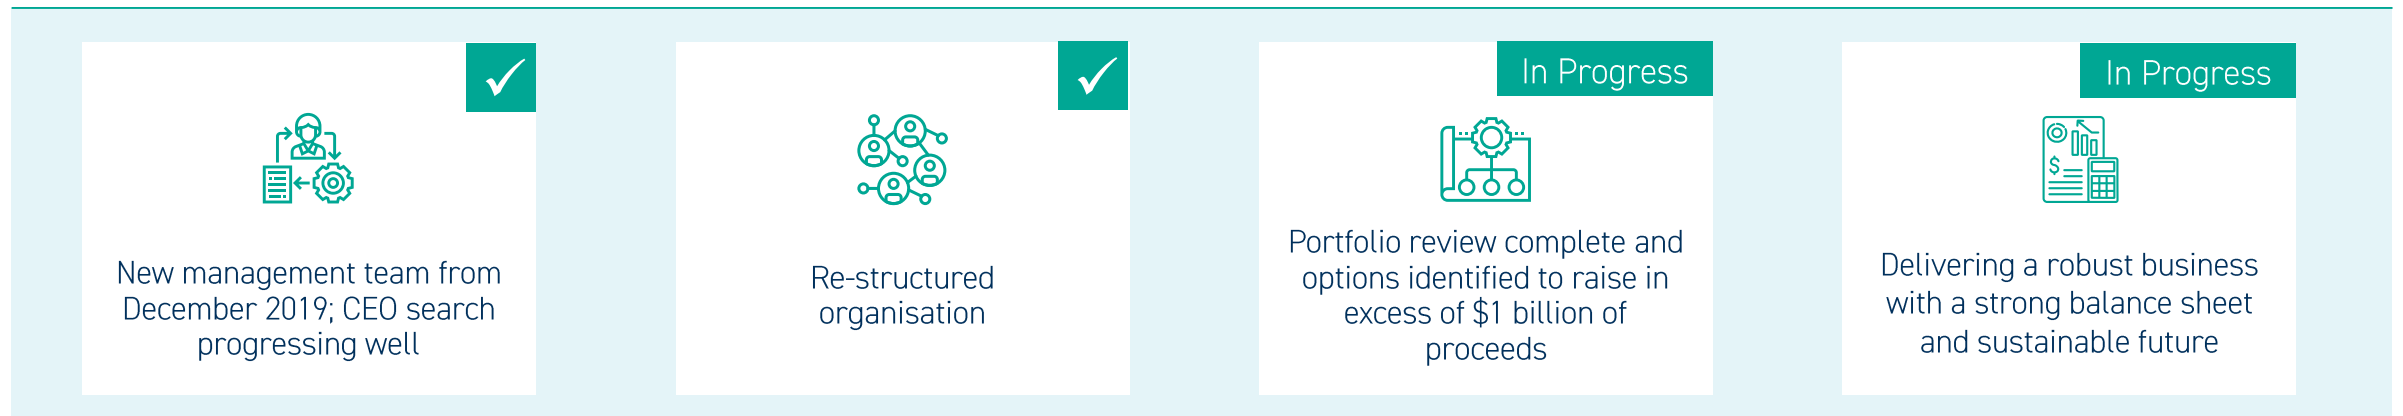 New management team from
December 2019; CEO search
progressing well
Re-structured
organisation
In Progress
Portfolio review complete and
options identified to raise in
excess of $1 billion of
proceeds
In Progress
$
Delivering a robust business
with a strong balance sheet
and sustainable future